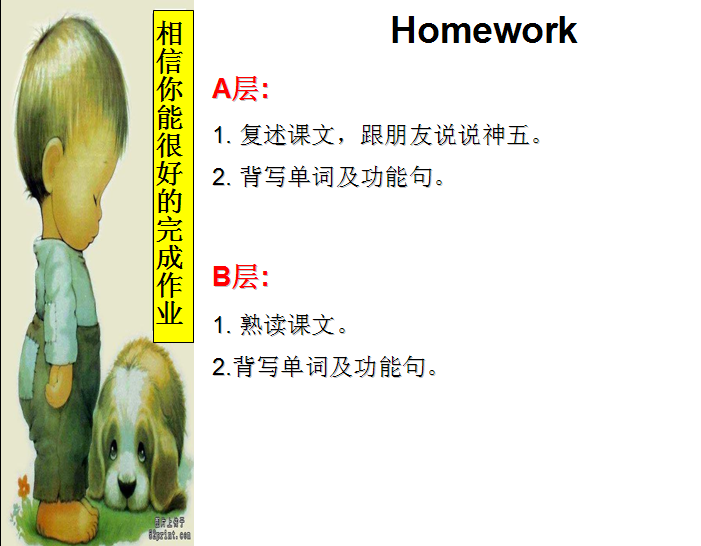 Homework
相信你能很好的完成作业
A层:
1. 复述课文，跟朋友说说神五。
2. 背写单词及功能句。
B层:
1. 熟读课文。
2.背写单词及功能句。